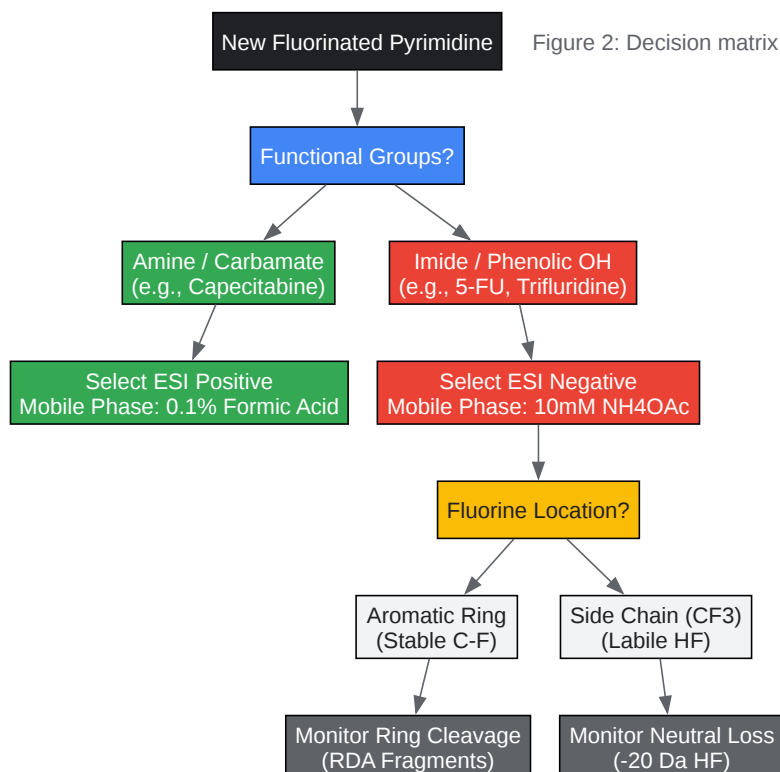 New Fluorinated Pyrimidine
Figure 2: Decision matrix
Functional Groups?
Amine / Carbamate
(e.g., Capecitabine)
Imide / Phenolic OH
(e.g., 5-FU, Trifluridine)
Select ESI Positive
Mobile Phase: 0.1% Formic Acid
Select ESI Negative
Mobile Phase: 10mM NH4OAc
Fluorine Location?
Aromatic Ring
(Stable C-F)
Side Chain (CF3)
(Labile HF)
Monitor Ring Cleavage
(RDA Fragments)
Monitor Neutral Loss
(-20 Da HF)